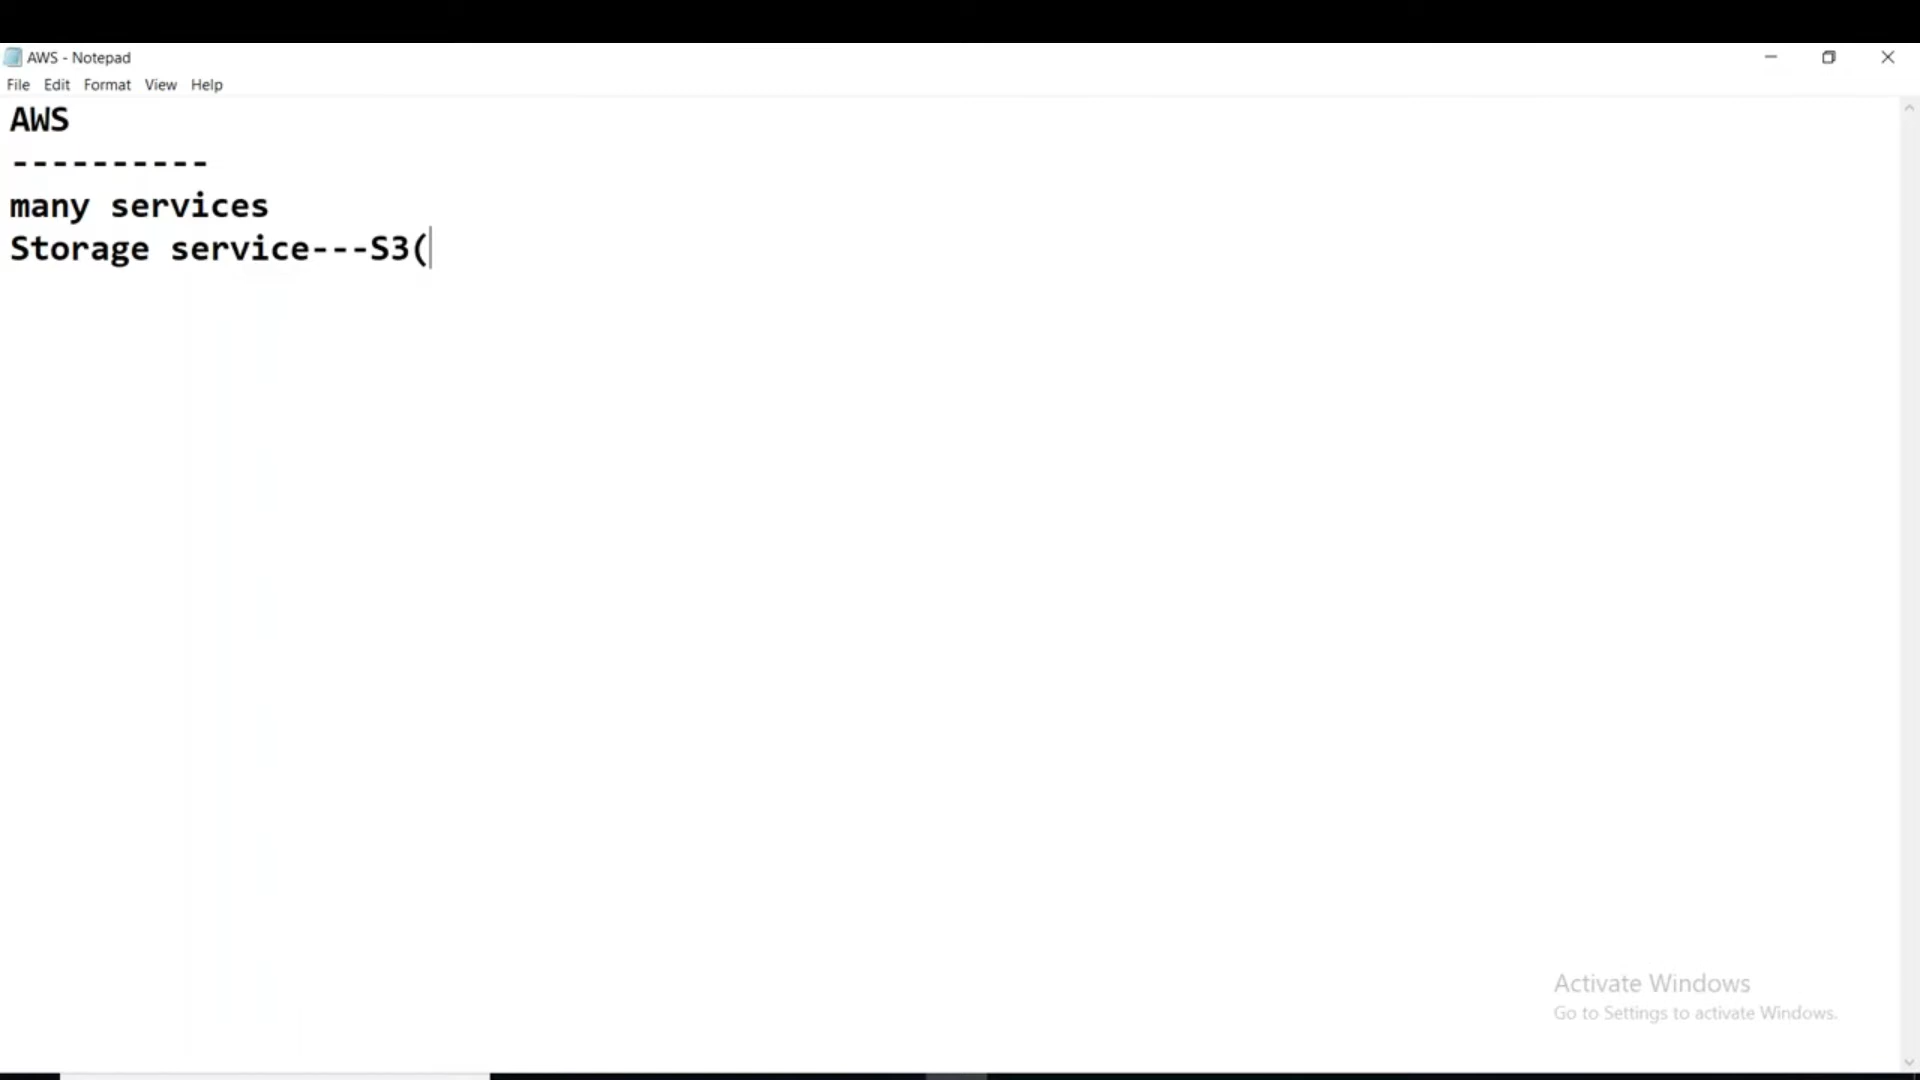 AWS - Notepad
File Edit Format View Help
AWS
----------
many services
Storage service---S3(
Activate Windows
Go to Settings to activate Windows.